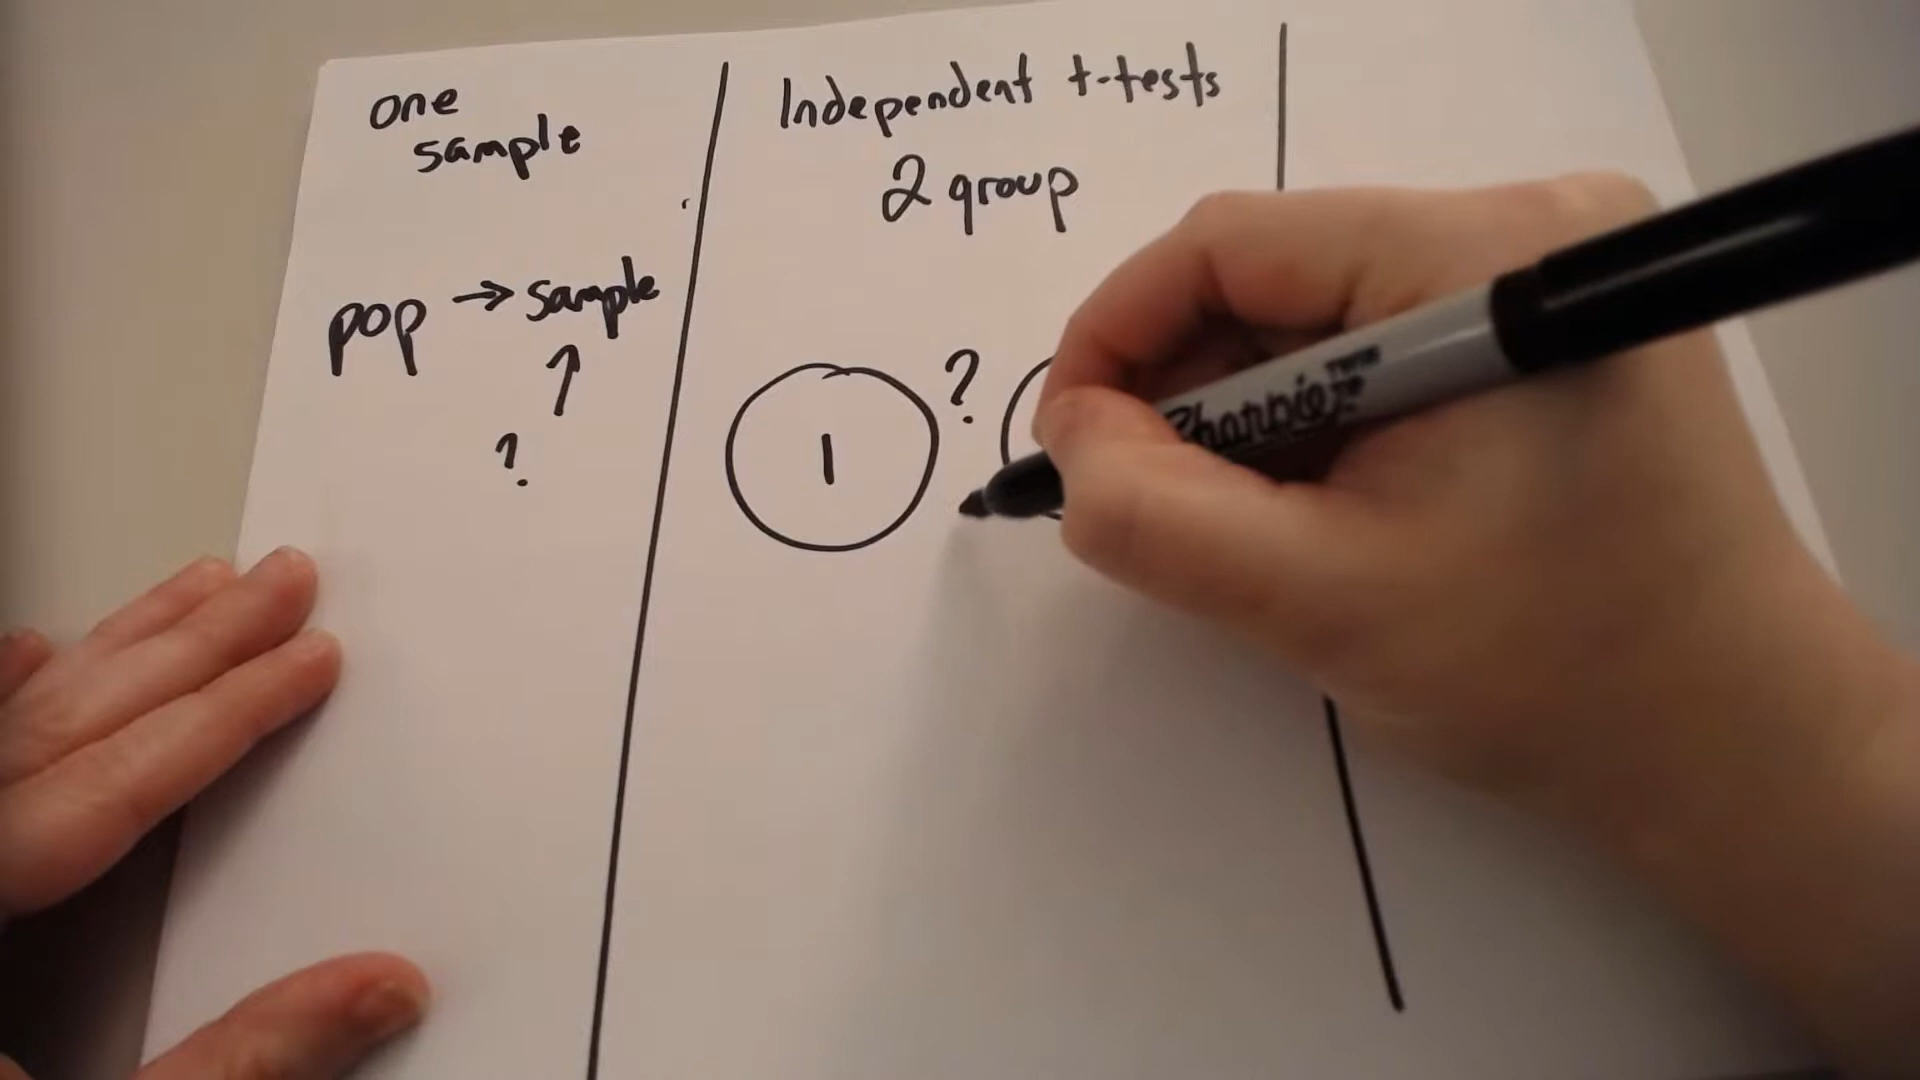 one
sample
pop → sample
↑
?
Independent t-tests
2 group
1 ?
Sharpie